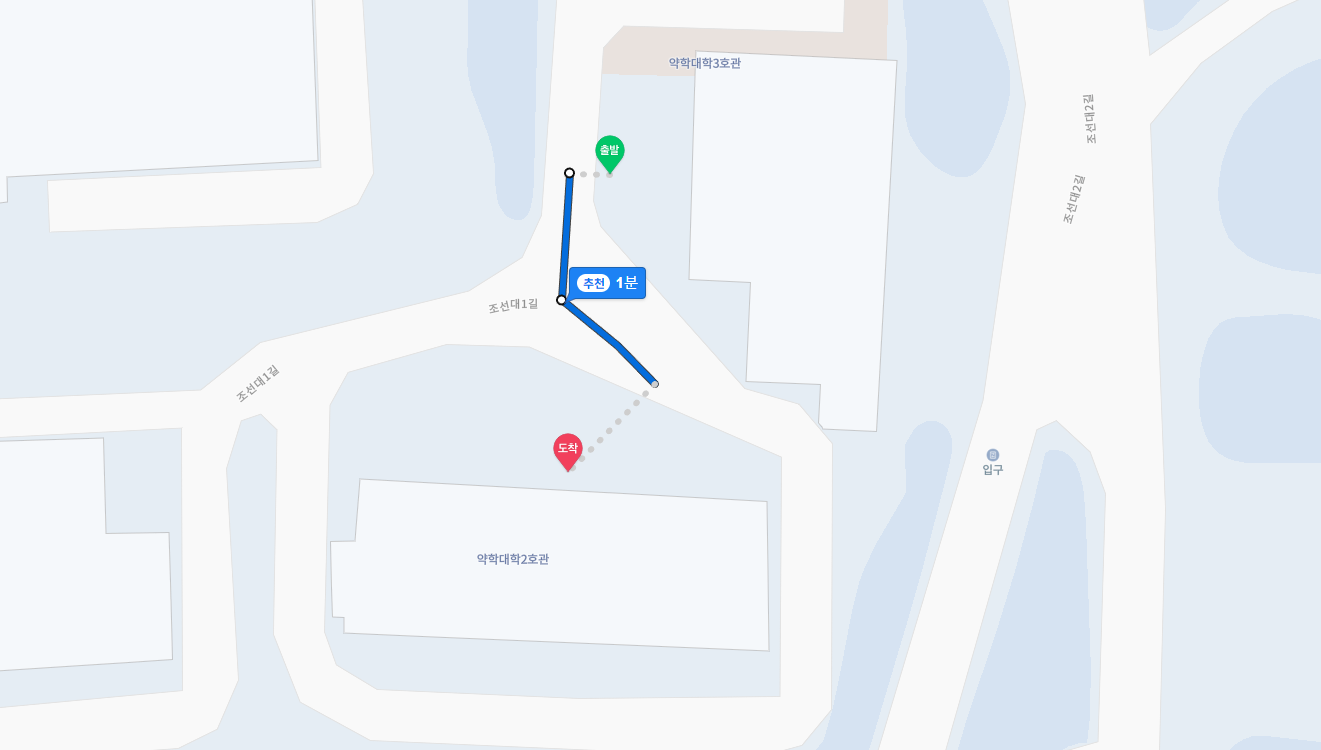 약학대학3호관
조선대2길
출발
조선대2길
추천 1분
조선대1길
조선대1길
도착
입구
약학대학2호관